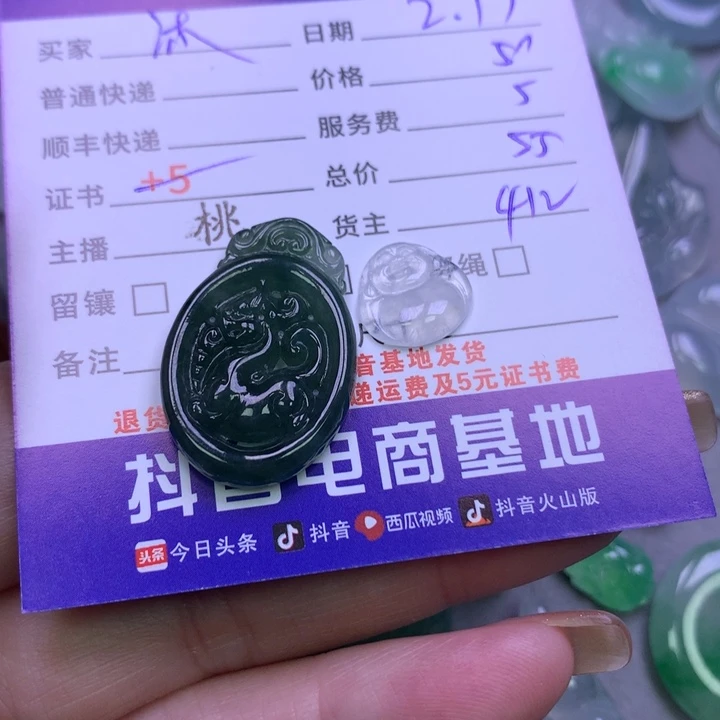 买家 日期 2.17
普通快递 价格 50
顺丰快递 服务费 5
证书 +5 总价 55
主播 桃 货主 412
留镶 绳
备注
音基地发货
退货 递运费及5元证书费
抖音电商基地
头条 今日头条 抖音 西瓜视频 抖音火山版